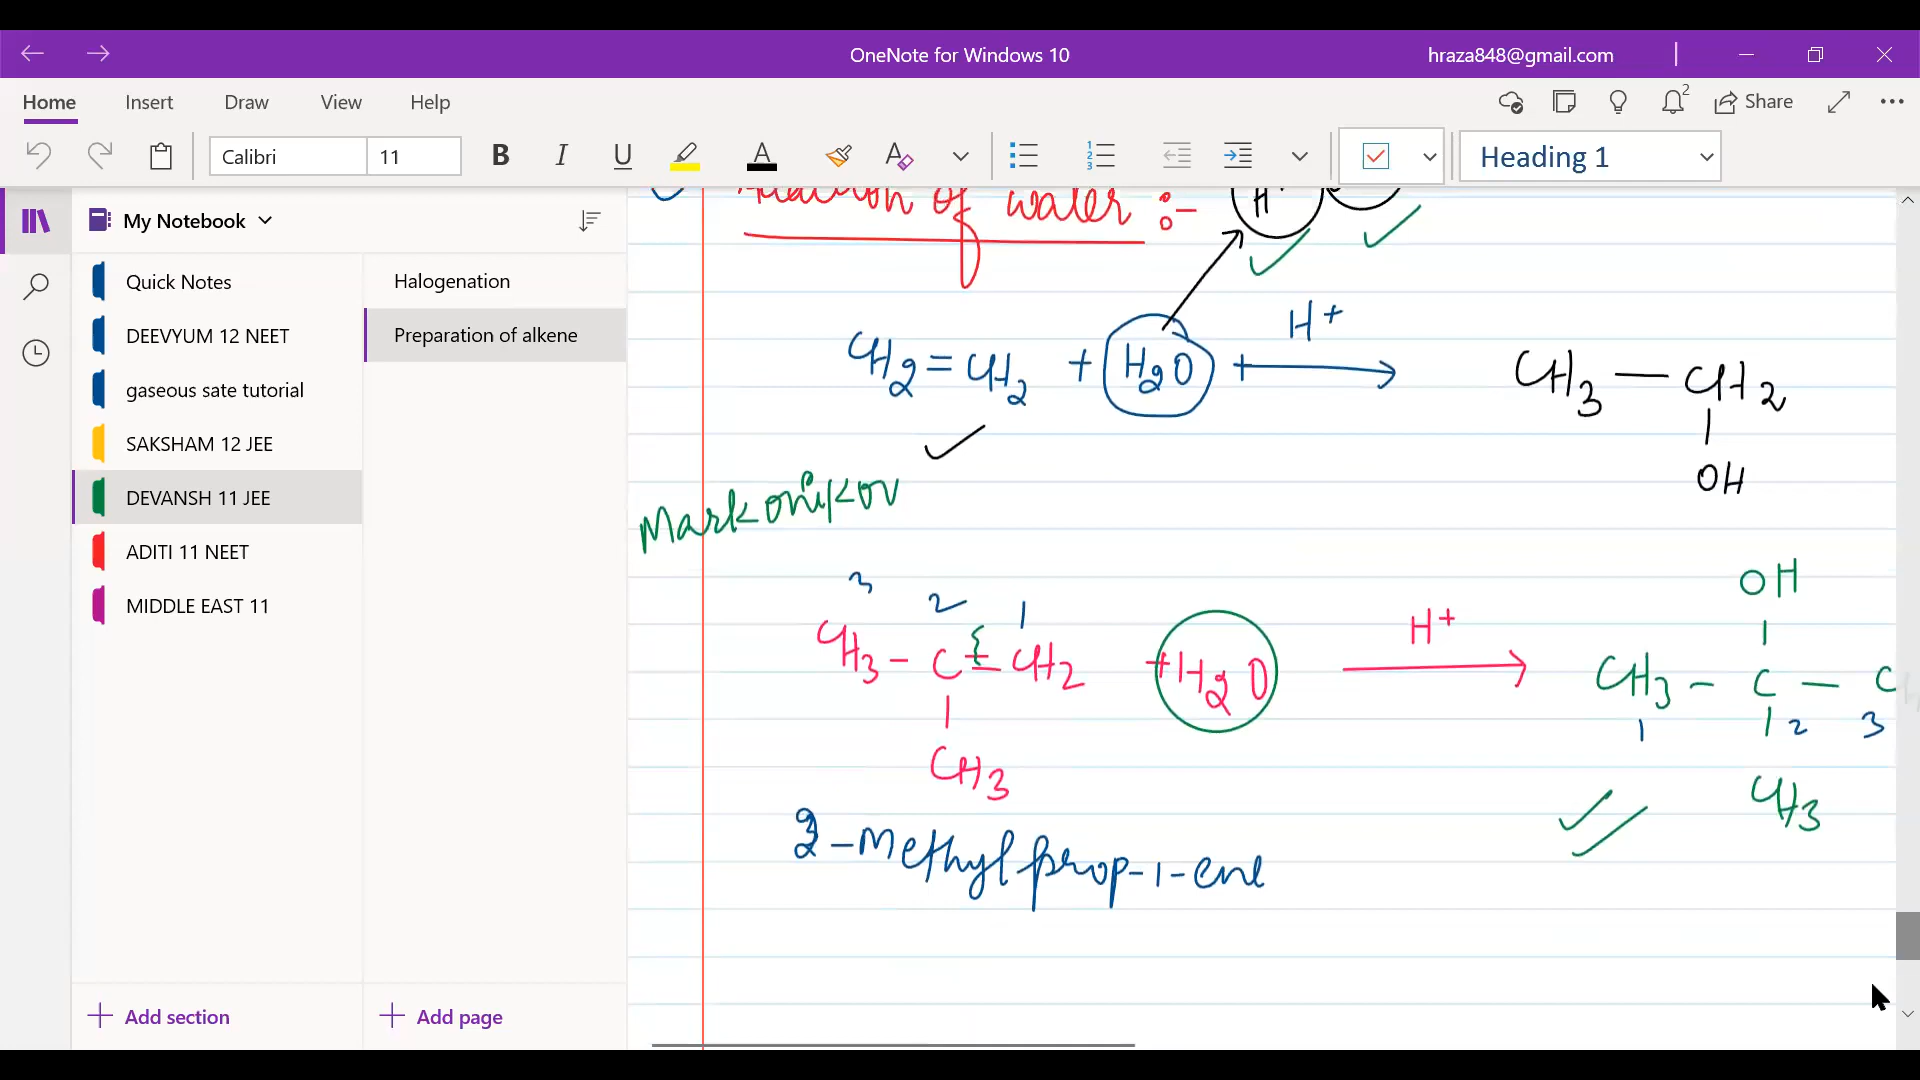 OneNote for Windows 10
hraza848@gmail.com
Home Insert Draw View Help
2
Share
Calibri 11 B I U A A Heading 1
My Notebook
Quick Notes
DEEVYUM 12 NEET
gaseous sate tutorial
SAKSHAM 12 JEE
DEVANSH 11 JEE
ADITI 11 NEET
MIDDLE EAST 11
Add section
Halogenation
Preparation of alkene
Add page
of water :-
H
CH2 = CH2 + H2O + H+ → CH3 — CH2
OH
Markonikov
3 2 1
OH
CH3 - C = CH2 + H2O H+ → CH3 - C - C
1 2 3
CH3
CH3
2-Methylprop-1-ene